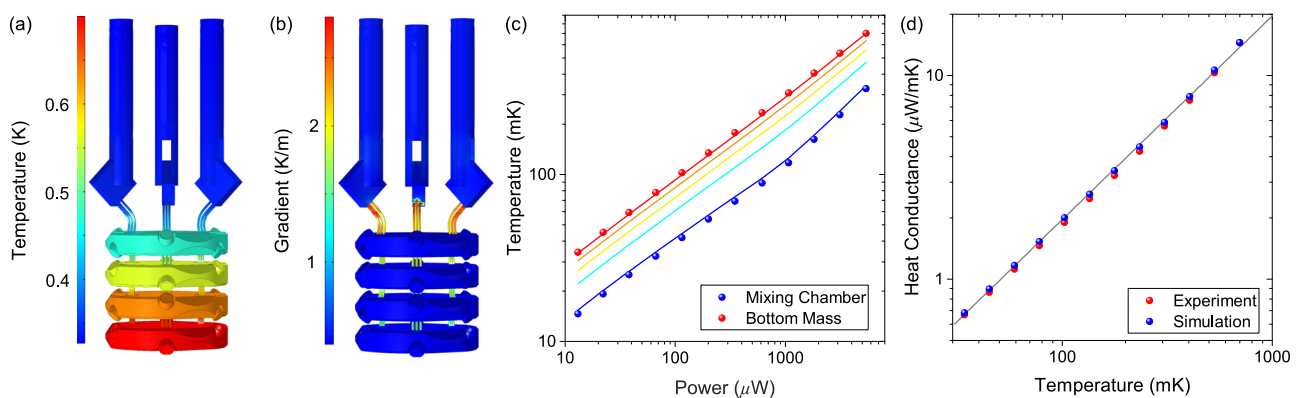 (a)
Temperature (K)
0.6
0.5
0.4
(b)
Gradient (K/m)
2
1
(c)
Temperature (mK)
100
10
10
100
1000
Power (μW)
Mixing Chamber
Bottom Mass
(d)
Heat Conductance (μW/mK)
10
1
100
1000
Temperature (mK)
Experiment
Simulation